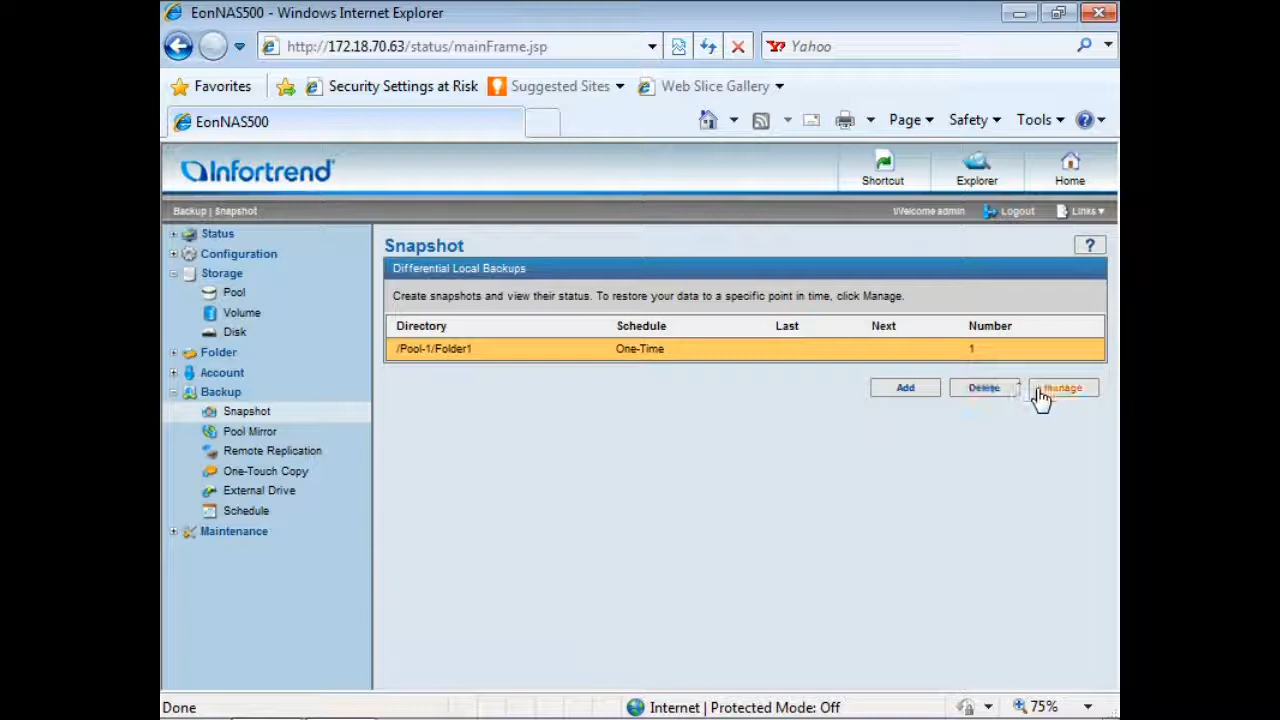 EonNAS500 - Windows Internet Explorer
http://172.18.70.63/status/mainFrame.jsp
Yahoo
Favorites Security Settings at Risk Suggested Sites Web Slice Gallery
EonNAS500 Page Safety Tools
Infortrend Shortcut Explorer Home
Backup | Snapshot Welcome admin Logout Links
Status
Configuration
Storage
Pool
Volume
Disk
Folder
Account
Backup
Snapshot
Pool Mirror
Remote Replication
One-Touch Copy
External Drive
Schedule
Maintenance
Snapshot ?
Differential Local Backups
Create snapshots and view their status. To restore your data to a specific point in time, click Manage.
Directory Schedule Last Next Number
/Pool-1/Folder1 One-Time 1
Add Delete Manage
Done Internet | Protected Mode: Off 75%